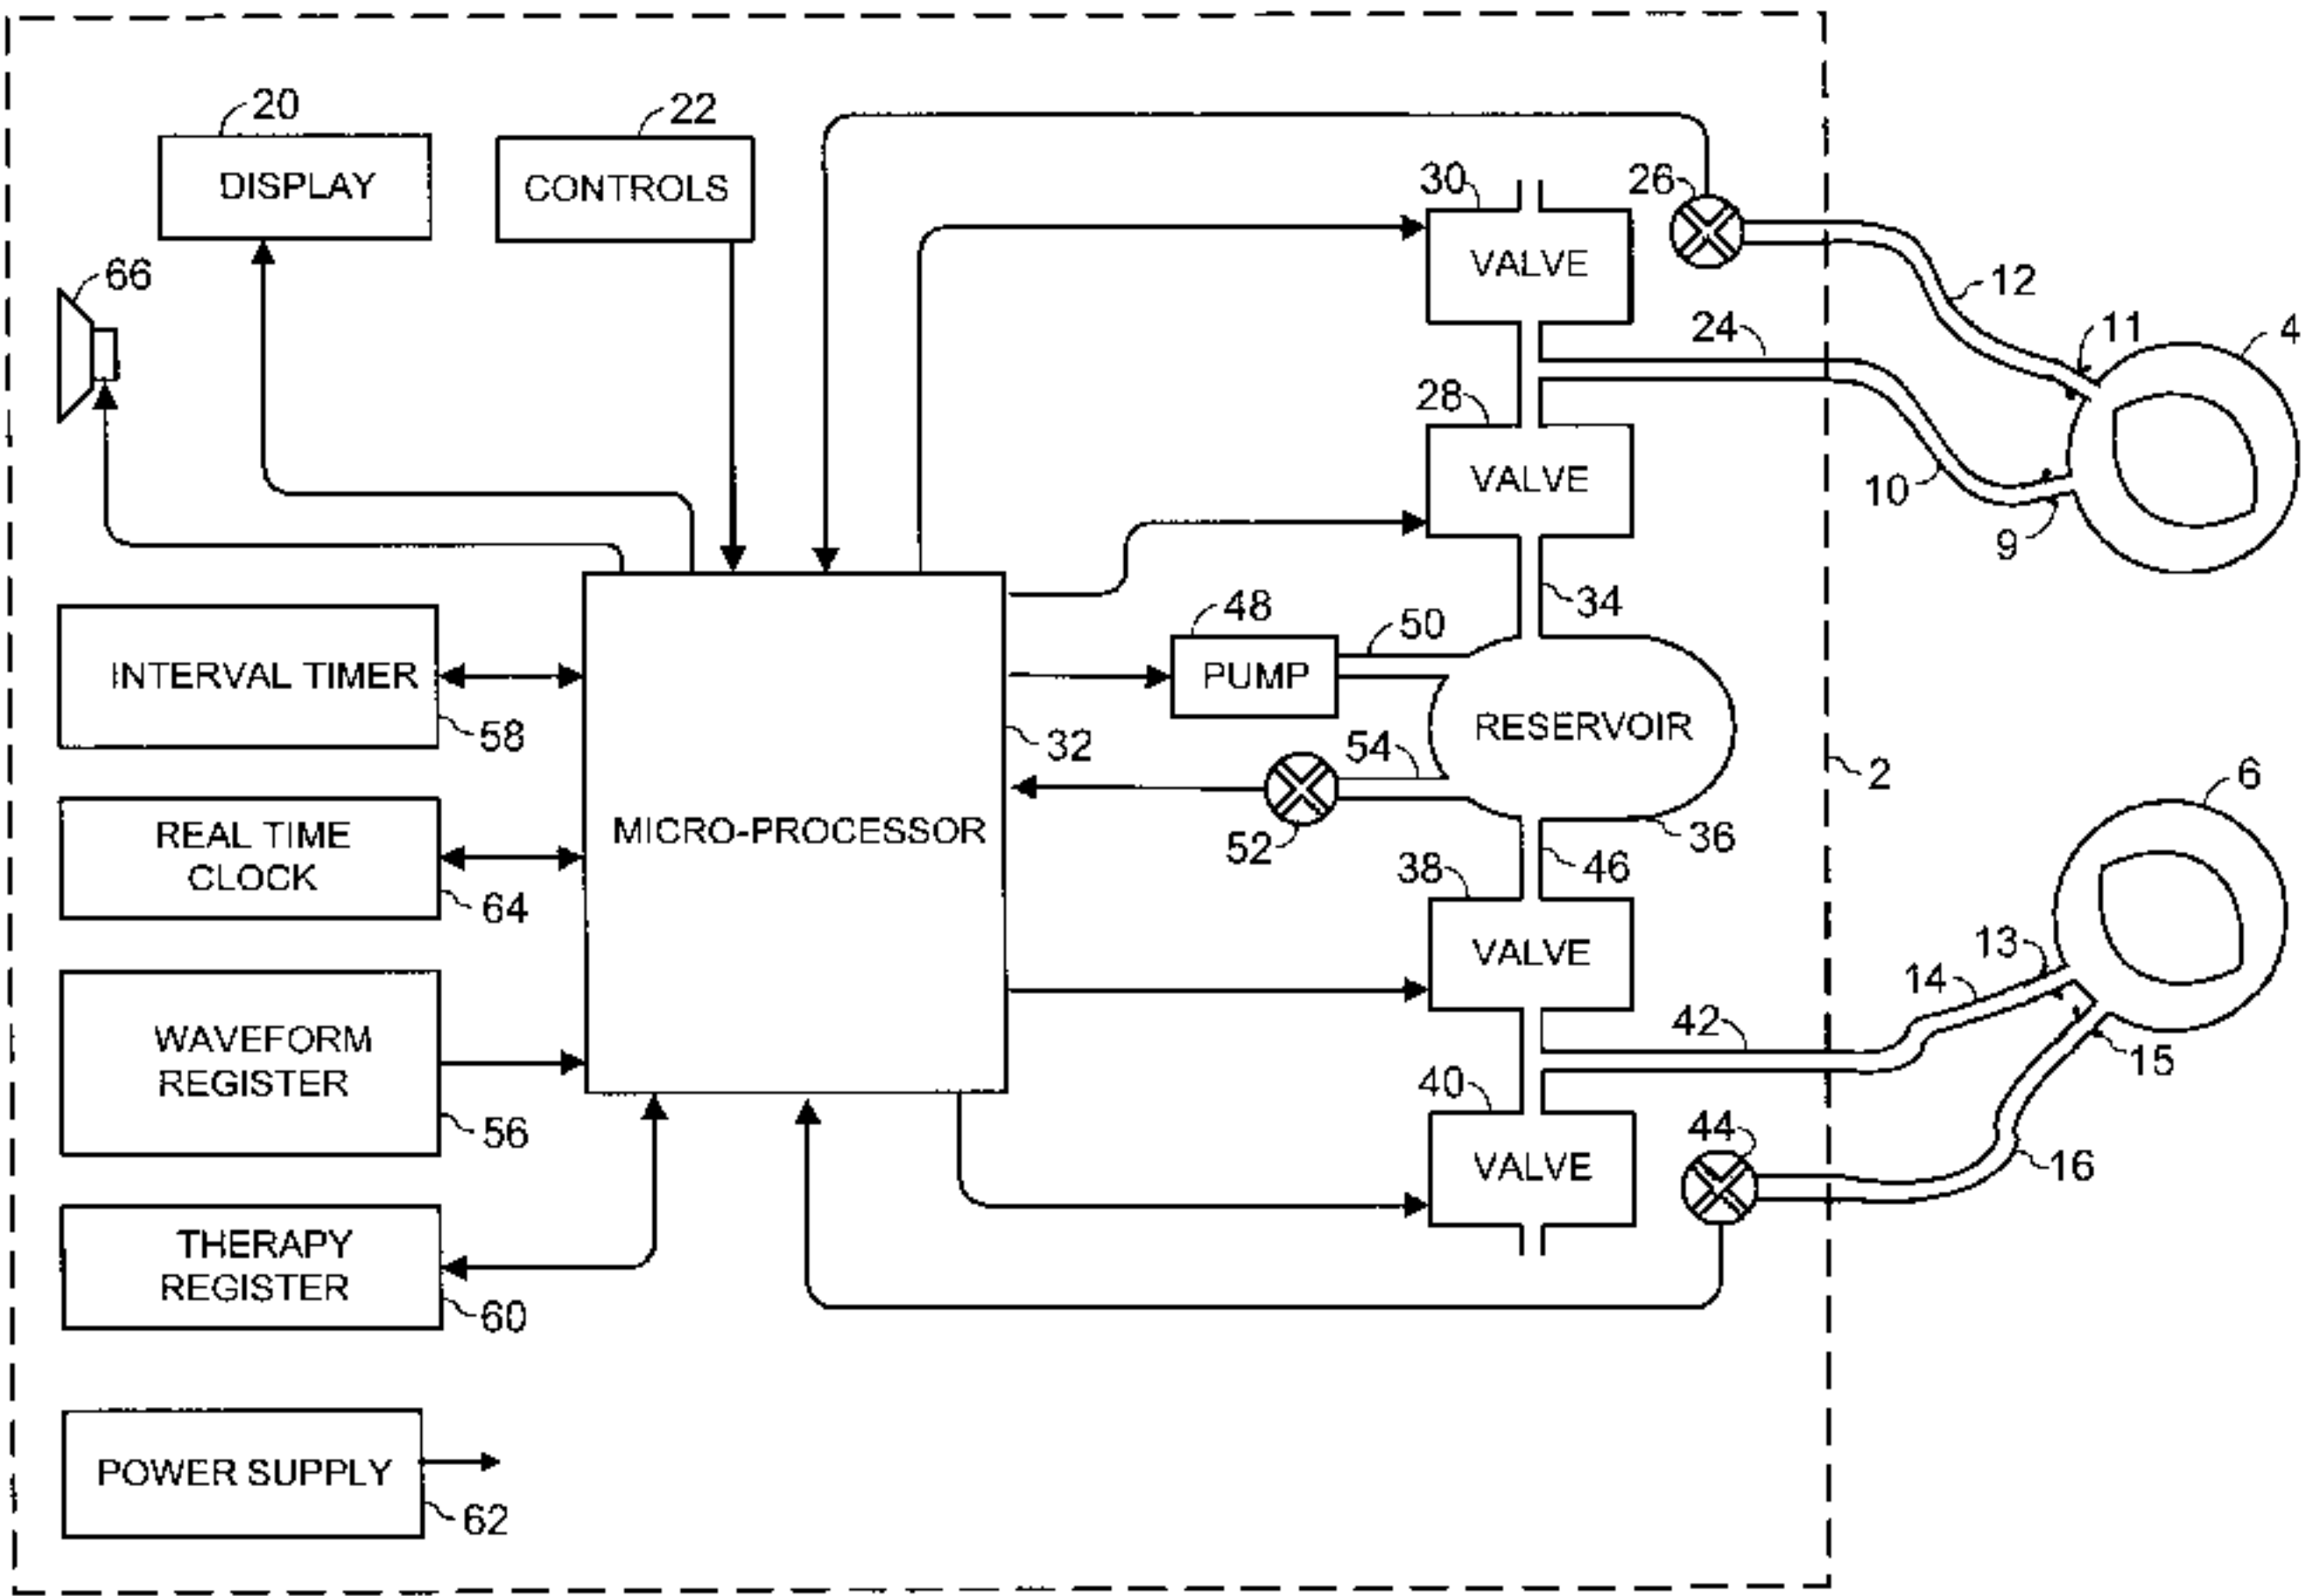 20
22
DISPLAY
CONTROLS
66
30
26
VALVE
12
24
11
4
28
VALVE
10
9
34
48
50
INTERVAL TIMER
PUMP
58
32
RESERVOIR
54
2
6
REAL TIME
CLOCK
MICRO-PROCESSOR
52
36
64
38
46
VALVE
13
14
WAVEFORM
REGISTER
42
15
56
40
VALVE
44
16
THERAPY
REGISTER
60
POWER SUPPLY
62